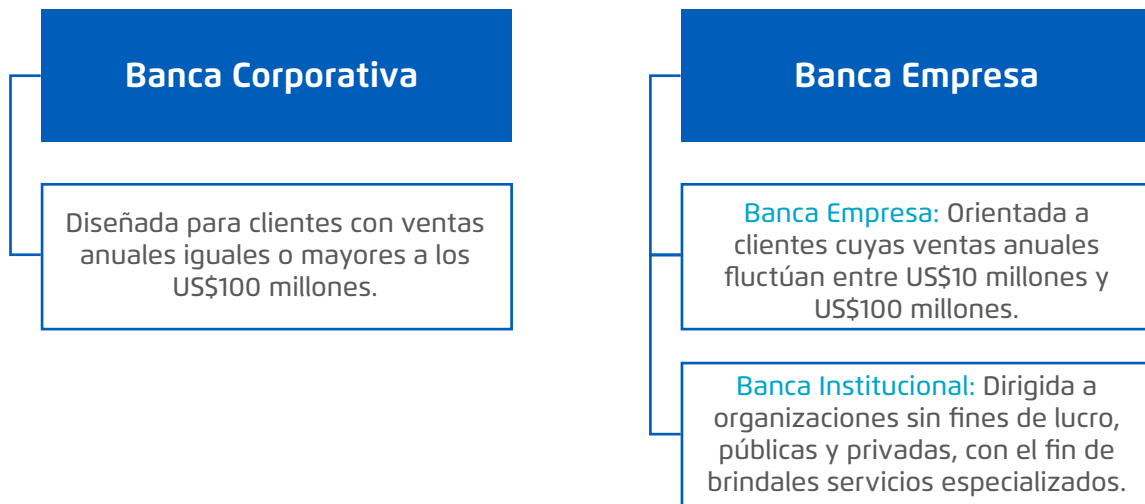 Banca Corporativa
Diseñada para clientes con ventas
anuales iguales o mayores a los
US$100 millones.
Banca Empresa
Banca Empresa: Orientada a
clientes cuyas ventas anuales
fluctúan entre US$10 millones y
US$100 millones.
Banca Institucional: Dirigida a
organizaciones sin fines de lucro,
públicas y privadas, con el fin de
brindales servicios especializados.